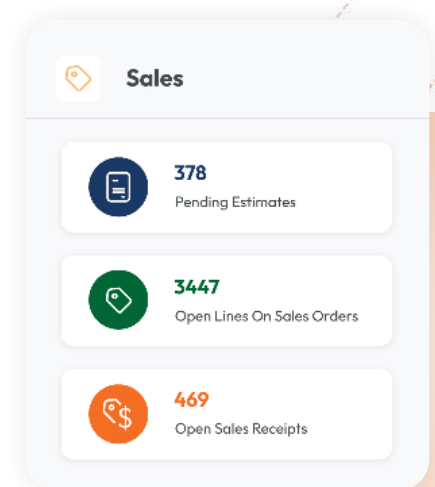 Sales
378
Pending Estimates
3447
Open Lines On Sales Orders
469
Open Sales Receipts